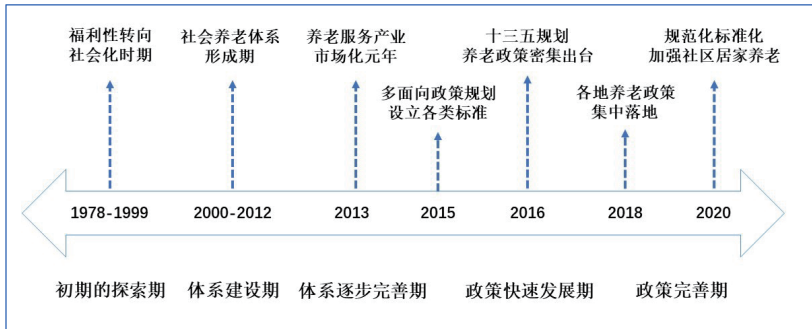 福利性转向
社会化时期
社会养老体系
形成期
养老服务产业
市场化元年
多面向政策规划
设立各类标准
十三五规划
养老政策密集出台
各地养老政策
集中落地
规范化标准化
加强社区居家养老
1978-1999
2000-2012
2013
2015
2016
2018
2020
初期的探索期
体系建设期
体系逐步完善期
政策快速发展期
政策完善期